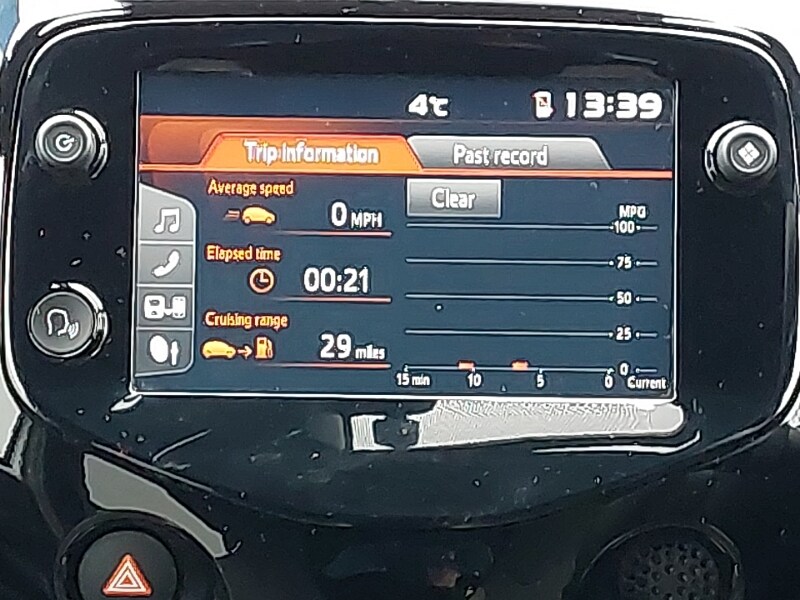 4°C 13:39
Trip information Past record
Average speed
Clear
0 MPH
MPG
100
Elapsed time
75
00:21
50
Cruising range
25
29 miles
0
15 min 10 5 0 Current